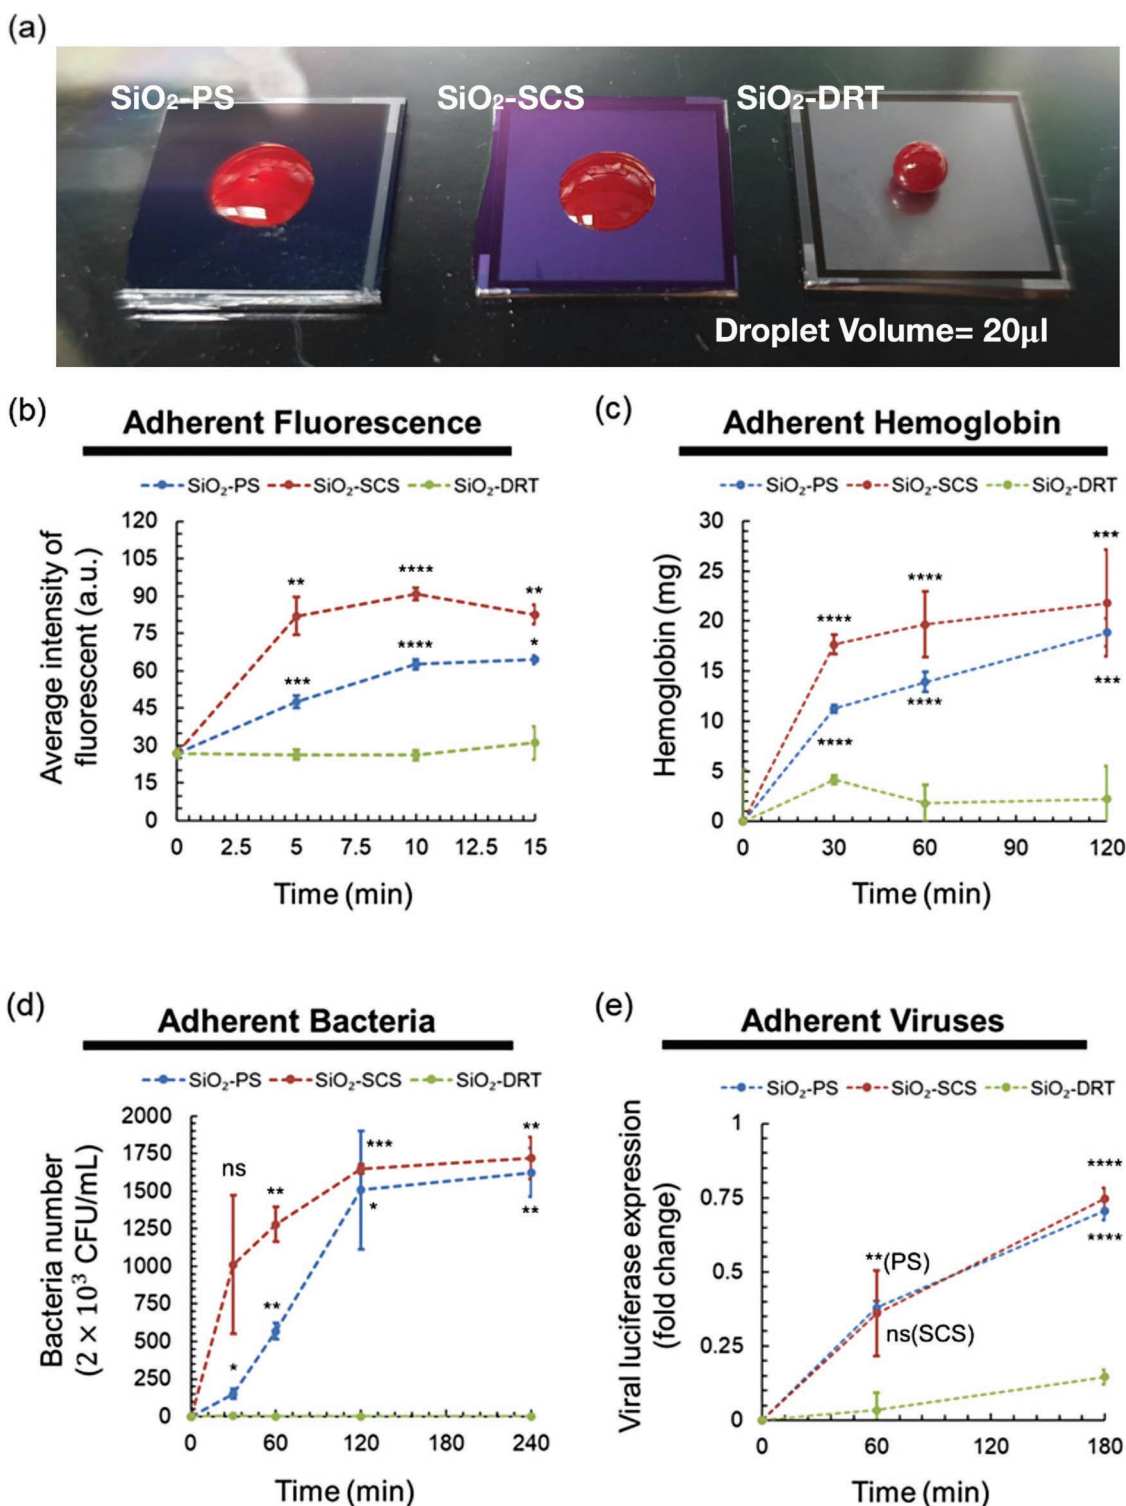 (a)
SiO₂-PS
SiO₂-SCS
SiO₂-DRT
Droplet Volume= 20µl
(b)
Adherent Fluorescence
SiO₂-PS
SiO₂-SCS
SiO₂-DRT
Average intensity of
fluorescent (a.u.)
120
105
90
75
60
45
30
15
0
**
****
**
***
****
*
0
2.5
5
7.5
10
12.5
15
Time (min)
(c)
Adherent Hemoglobin
SiO₂-PS
SiO₂-SCS
SiO₂-DRT
Hemoglobin (mg)
30
25
20
15
10
5
0
****
****
***
****
****
***
0
30
60
90
120
Time (min)
(d)
Adherent Bacteria
SiO₂-PS
SiO₂-SCS
SiO₂-DRT
Bacteria number
(2 × 10³ CFU/mL)
2000
1750
1500
1250
1000
750
500
250
0
ns
**
***
**
*
**
*
**
0
60
120
180
240
Time (min)
(e)
Adherent Viruses
SiO₂-PS
SiO₂-SCS
SiO₂-DRT
Viral luciferase expression
(fold change)
1
0.75
0.5
0.25
0
**(PS)
ns(SCS)
****
****
0
60
120
180
Time (min)